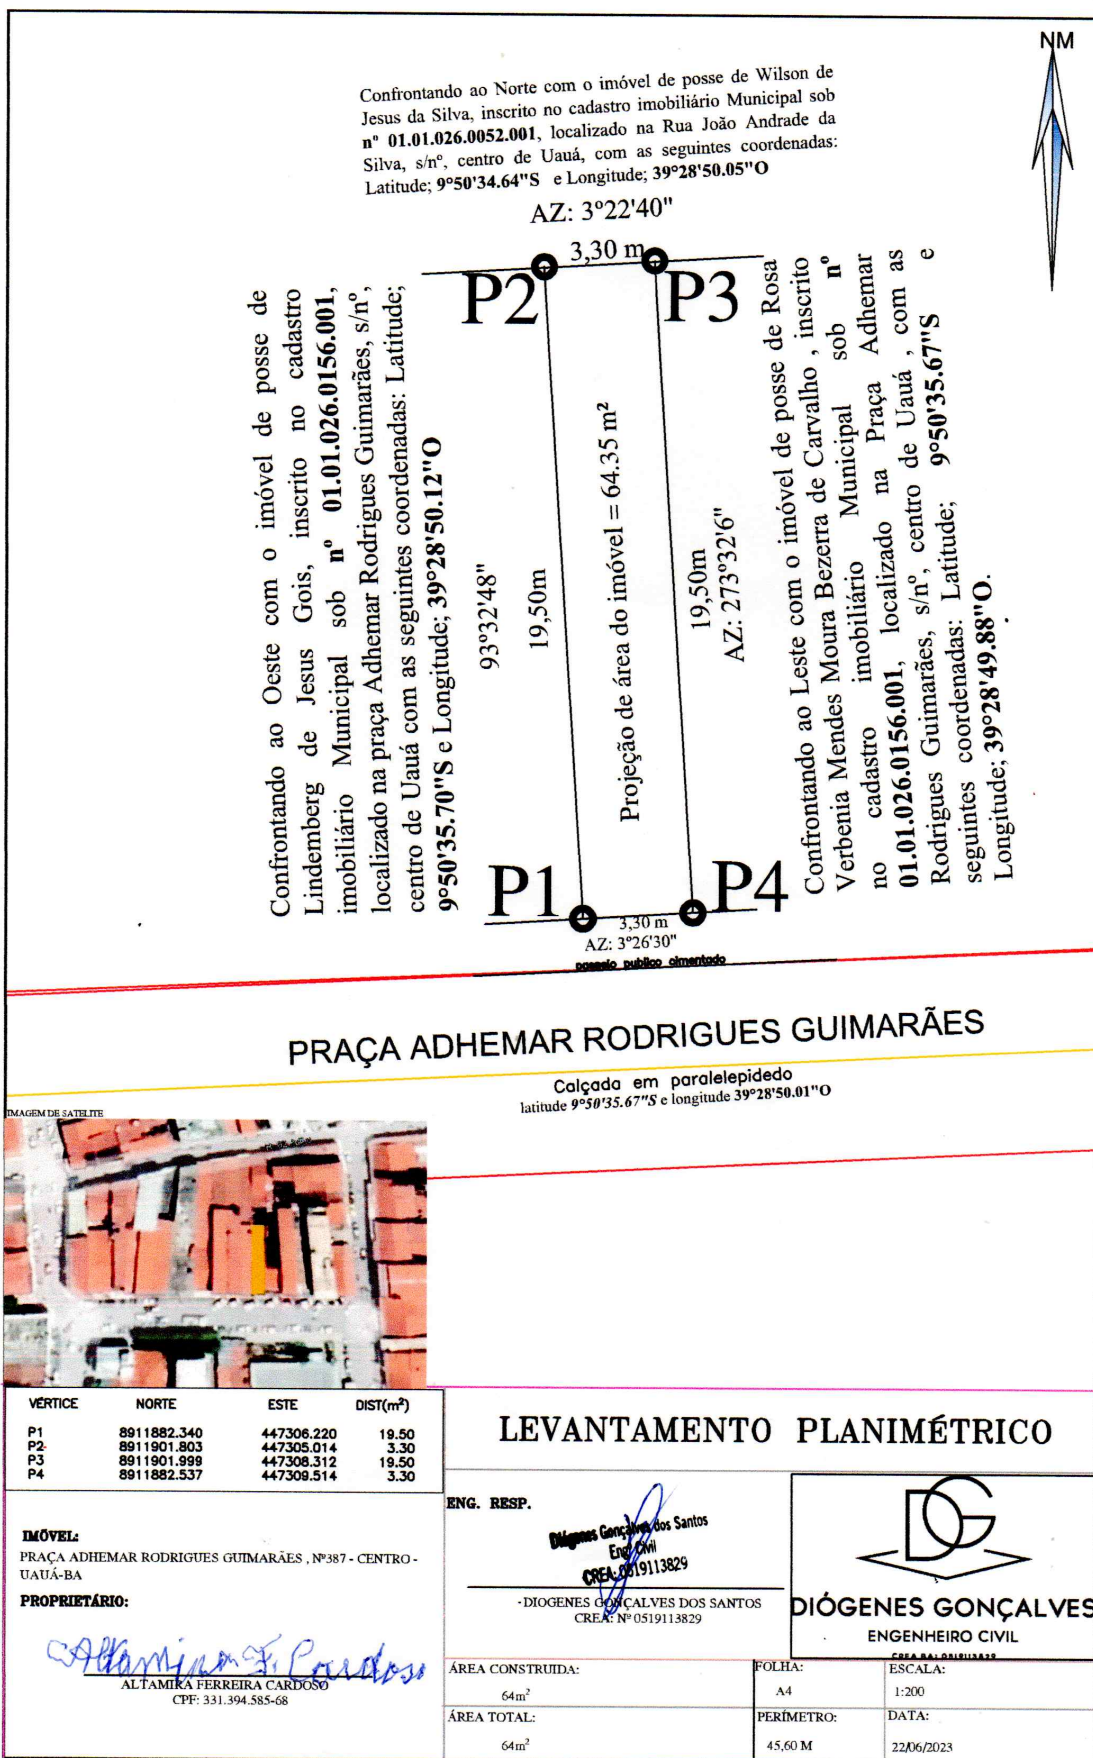 NM
Confrontando ao Norte com o imóvel de posse de Wilson de
Jesus da Silva, inscrito no cadastro imobiliário Municipal sob
nº 01.01.026.0052.001, localizado na Rua João Andrade da
Silva, s/nº, centro de Uauá, com as seguintes coordenadas:
Latitude; 9°50'34.64"S e Longitude; 39°28'50.05"O
AZ: 3°22'40"
3,30 m
P2
P3
Confrontando ao Oeste com o imóvel de posse de
Lindemberg de Jesus Gois, inscrito no cadastro
imobiliário Municipal sob nº 01.01.026.0156.001,
localizado na praça Adhemar Rodrigues Guimarães, s/nº,
centro de Uauá com as seguintes coordenadas: Latitude;
9°50'35.70"S e Longitude; 39°28'50.12"O
93°32'48"
19,50m
Projeção de área do imóvel = 64.35 m²
19,50m
AZ: 273°32'6"
Confrontando ao Leste com o imóvel de posse de Rosa
Verbenia Mendes Moura Bezerra de Carvalho , inscrito
no cadastro imobiliário Municipal sob nº
01.01.026.0156.001, localizado na Praça Adhemar
Rodrigues Guimarães, s/nº, centro de Uauá , com as
seguintes coordenadas: Latitude; 9°50'35.67"S e
Longitude; 39°28'49.88"O.
P1
P4
3,30 m
AZ: 3°26'30"
passeio publico cimentado
PRAÇA ADHEMAR RODRIGUES GUIMARÃES
Calçada em paralelepidedo
latitude 9°50'35.67"S e longitude 39°28'50.01"O
IMAGEM DE SATELITE
VÉRTICE NORTE ESTE DIST(m²)
P1 8911882.340 447306.220 19.50
P2 8911901.803 447305.014 3.30
P3 8911901.999 447308.312 19.50
P4 8911882.537 447309.514 3.30
LEVANTAMENTO PLANIMÉTRICO
ENG. RESP.
Diógenes Gonçalves dos Santos
Engº Civil
CREA: 0519113829
- DIOGENES GONÇALVES DOS SANTOS
CREA: Nº 0519113829
DG
DIÓGENES GONÇALVES
ENGENHEIRO CIVIL
CREA BA: 0519113829
IMÓVEL:
PRAÇA ADHEMAR RODRIGUES GUIMARÃES , Nº387 - CENTRO -
UAUÁ-BA
PROPRIETÁRIO:
Altamira F. Cardoso
ALTAMIRA FERREIRA CARDOSO
CPF: 331.394.585-68
ÁREA CONSTRUIDA:
64m²
FOLHA:
A4
ESCALA:
1:200
ÁREA TOTAL:
64m²
PERÍMETRO:
45,60 M
DATA:
22/06/2023